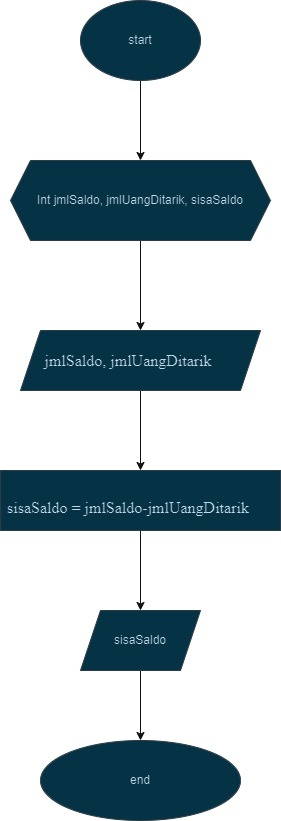 start
Int jmlSaldo, jmlUangDitarik, sisaSaldo
jmlSaldo, jmlUangDitarik
sisaSaldo = jmlSaldo-jmlUangDitarik
sisaSaldo
end